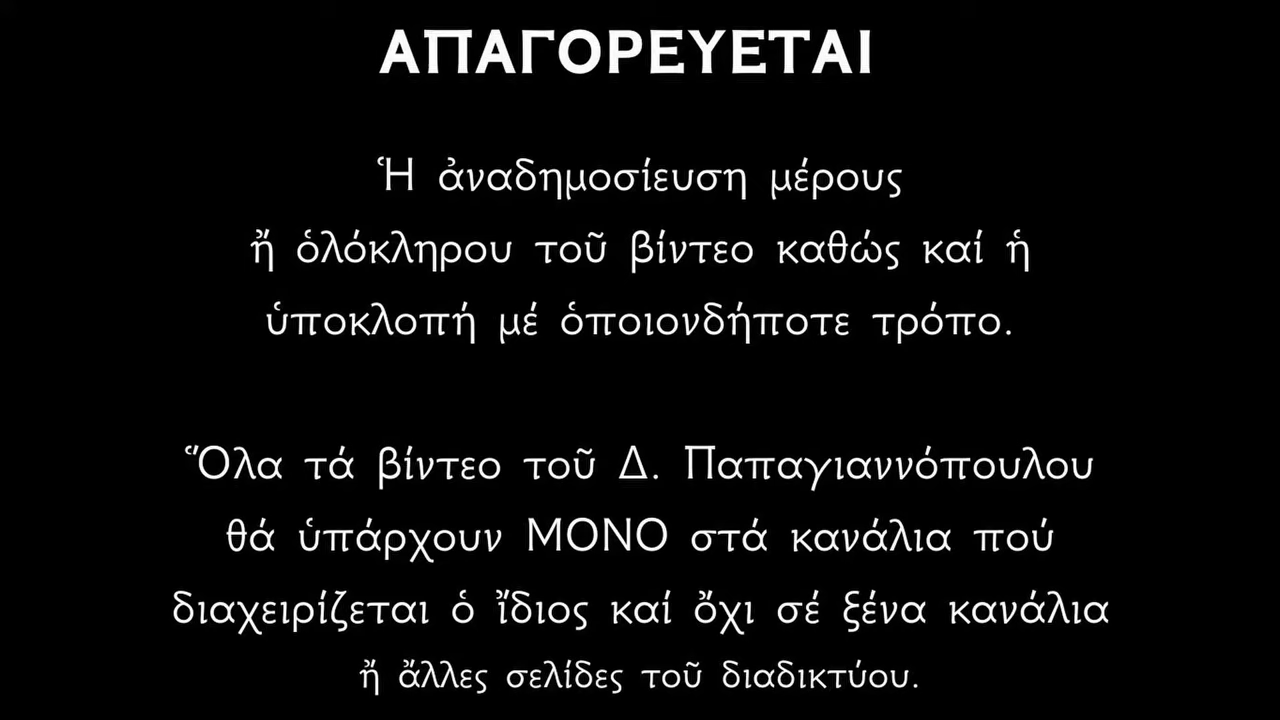 ΑΠΑΓΟΡΕΥΕΤΑΙ
Ἡ ἀναδημοσίευση μέρους
ἤ ὁλόκληρου τοῦ βίντεο καθώς καί ἡ
ὑποκλοπή μέ ὁποιονδήποτε τρόπο.
Ὅλα τά βίντεο τοῦ Δ. Παπαγιαννόπουλου
θά ὑπάρχουν ΜΟΝΟ στά κανάλια πού
διαχειρίζεται ὁ ἴδιος καί ὄχι σέ ξένα κανάλια
ἤ ἄλλες σελίδες τοῦ διαδικτύου.